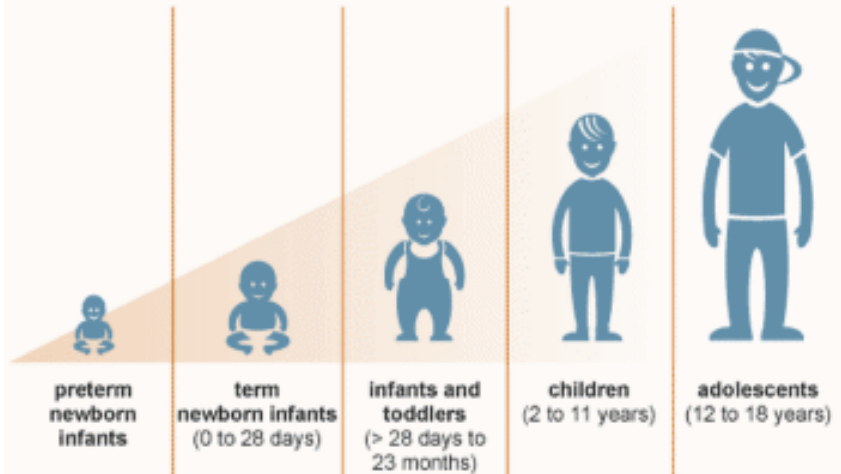 preterm
newborn
infants
term
newborn infants
(0 to 28 days)
infants and
toddlers
(> 28 days to
23 months)
children
(2 to 11 years)
adolescents
(12 to 18 years)